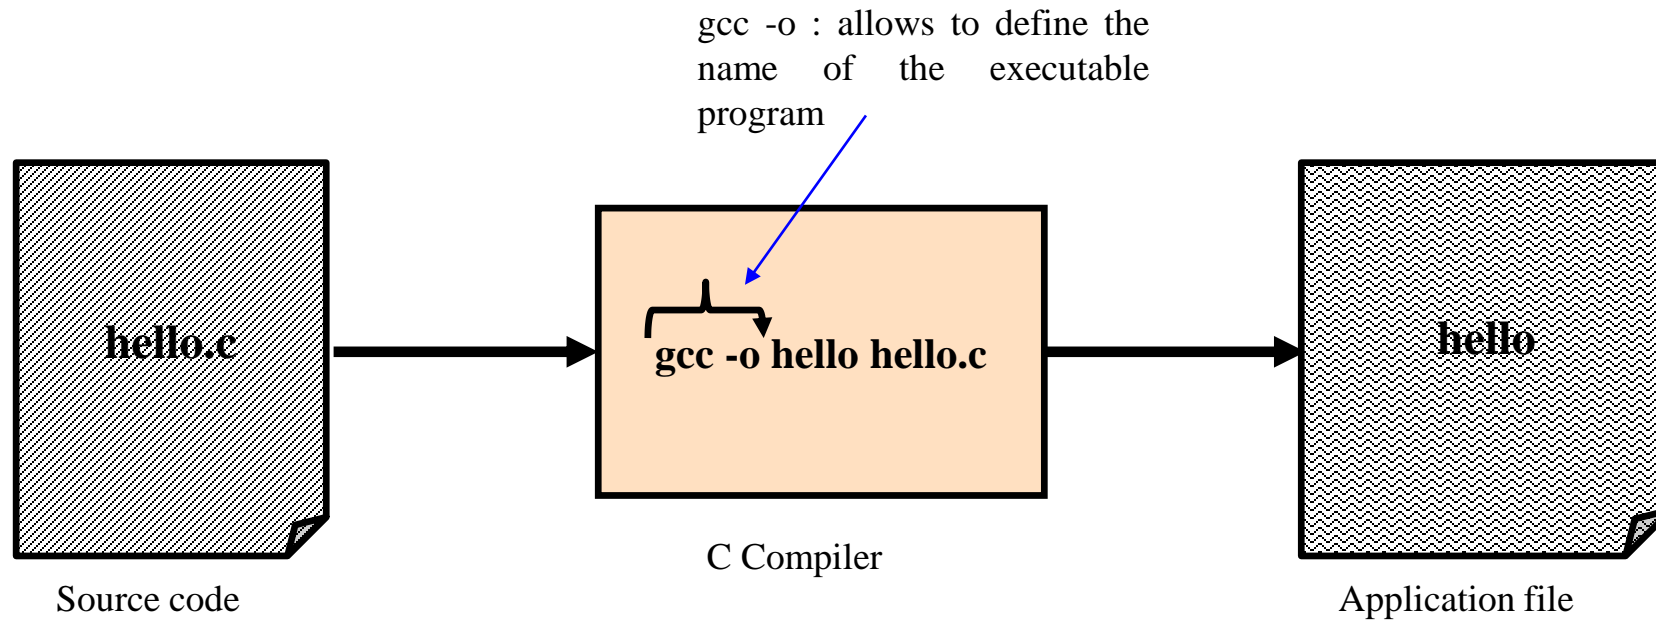 gcc -o : allows to define the
name of the executable
program
hello.c
gcc -o hello hello.c
hello
C Compiler
Source code
Application file